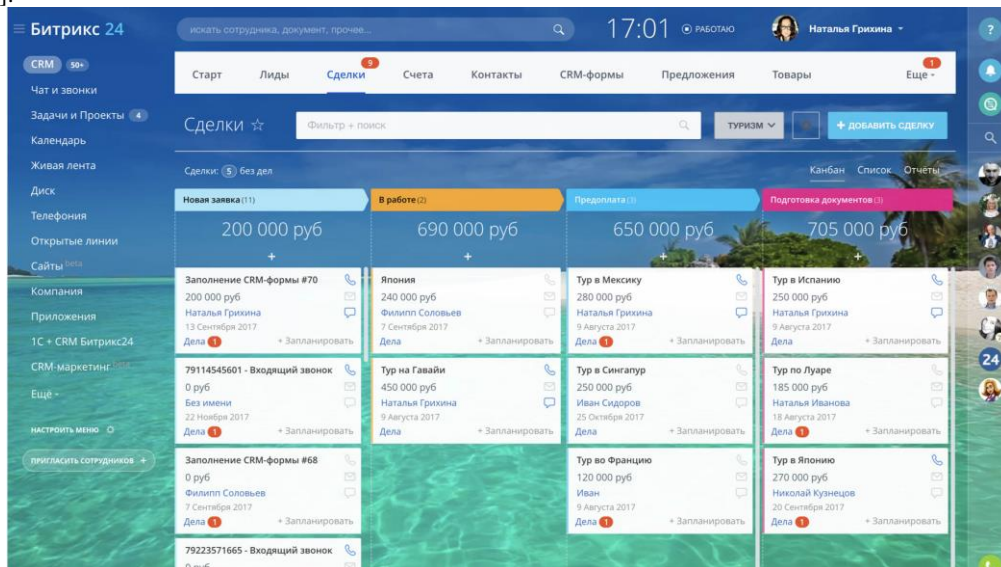 Битрикс 24
искать сотрудника, документ, прочее...
17:01 РАБОТАЮ
Наталья Грихина
?
CRM 50+
Чат и звонки
Задачи и Проекты 4
Календарь
Живая лента
Диск
Телефония
Открытые линии
Сайты beta
Компания
Приложения
1С + CRM Битрикс24
CRM-маркетинг beta
Ещё
НАСТРОИТЬ МЕНЮ
ПРИГЛАСИТЬ СОТРУДНИКОВ +
Старт Лиды Сделки 9 Счета Контакты CRM-формы Предложения Товары Еще 1
Сделки
Фильтр + поиск
ТУРИЗМ
+ ДОБАВИТЬ СДЕЛКУ
Сделки: 5 без дел
Канбан Список Отчеты
Новая заявка (11)
200 000 руб
+
Заполнение CRM-формы #70
200 000 руб
Наталья Грихина
13 Сентября 2017
Дела 1 + Запланировать
79114545601 - Входящий звонок
0 руб
Без имени
22 Ноября 2017
Дела 1 + Запланировать
Заполнение CRM-формы #68
0 руб
Филипп Соловьев
7 Сентября 2017
Дела 1 + Запланировать
79223571665 - Входящий звонок
0 руб
В работе (2)
690 000 руб
+
Япония
240 000 руб
Филипп Соловьев
7 Сентября 2017
Дела + Запланировать
Тур на Гавайи
450 000 руб
Наталья Грихина
9 Августа 2017
Дела + Запланировать
Предоплата (3)
650 000 руб
+
Тур в Мексику
280 000 руб
Наталья Грихина
9 Августа 2017
Дела 1 + Запланировать
Тур в Сингапур
250 000 руб
Иван Сидоров
25 Октября 2017
Дела + Запланировать
Тур во Францию
120 000 руб
Иван
9 Августа 2017
Дела 1 + Запланировать
Подготовка документов (3)
705 000 руб
+
Тур в Испанию
250 000 руб
Наталья Грихина
9 Августа 2017
Дела + Запланировать
Тур по Луаре
185 000 руб
Наталья Иванова
18 Августа 2017
Дела 1 + Запланировать
Тур в Японию
270 000 руб
Николай Кузнецов
20 Сентября 2017
Дела 1 + Запланировать
24